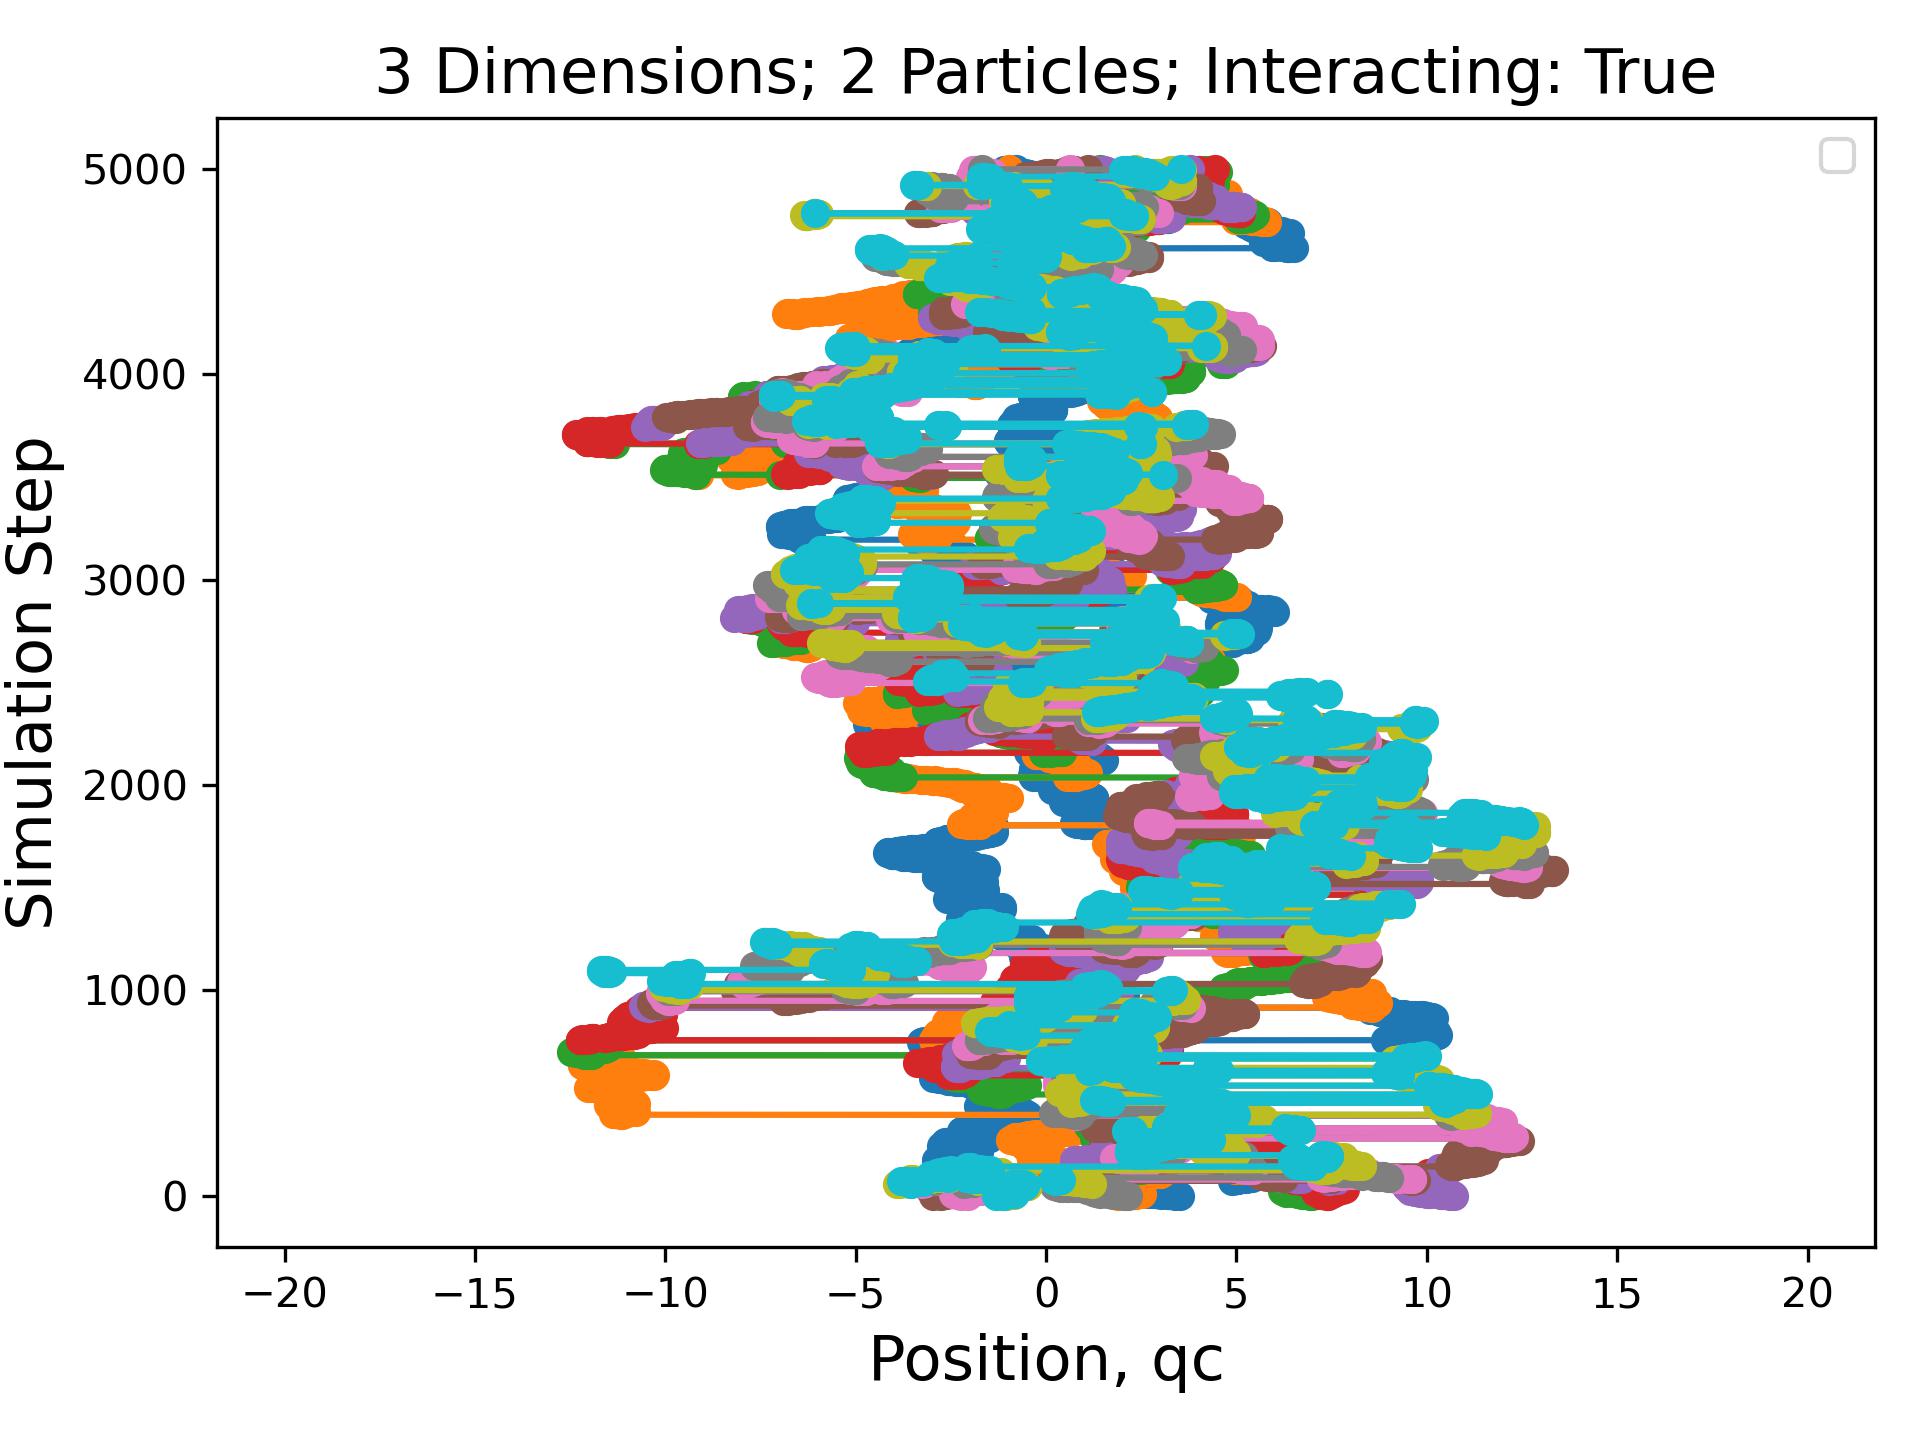 3 Dimensions; 2 Particles; Interacting: True
Simulation Step
5000
4000
3000
2000
1000
0
−20 −15 −10 −5 0 5 10 15 20
Position, qc